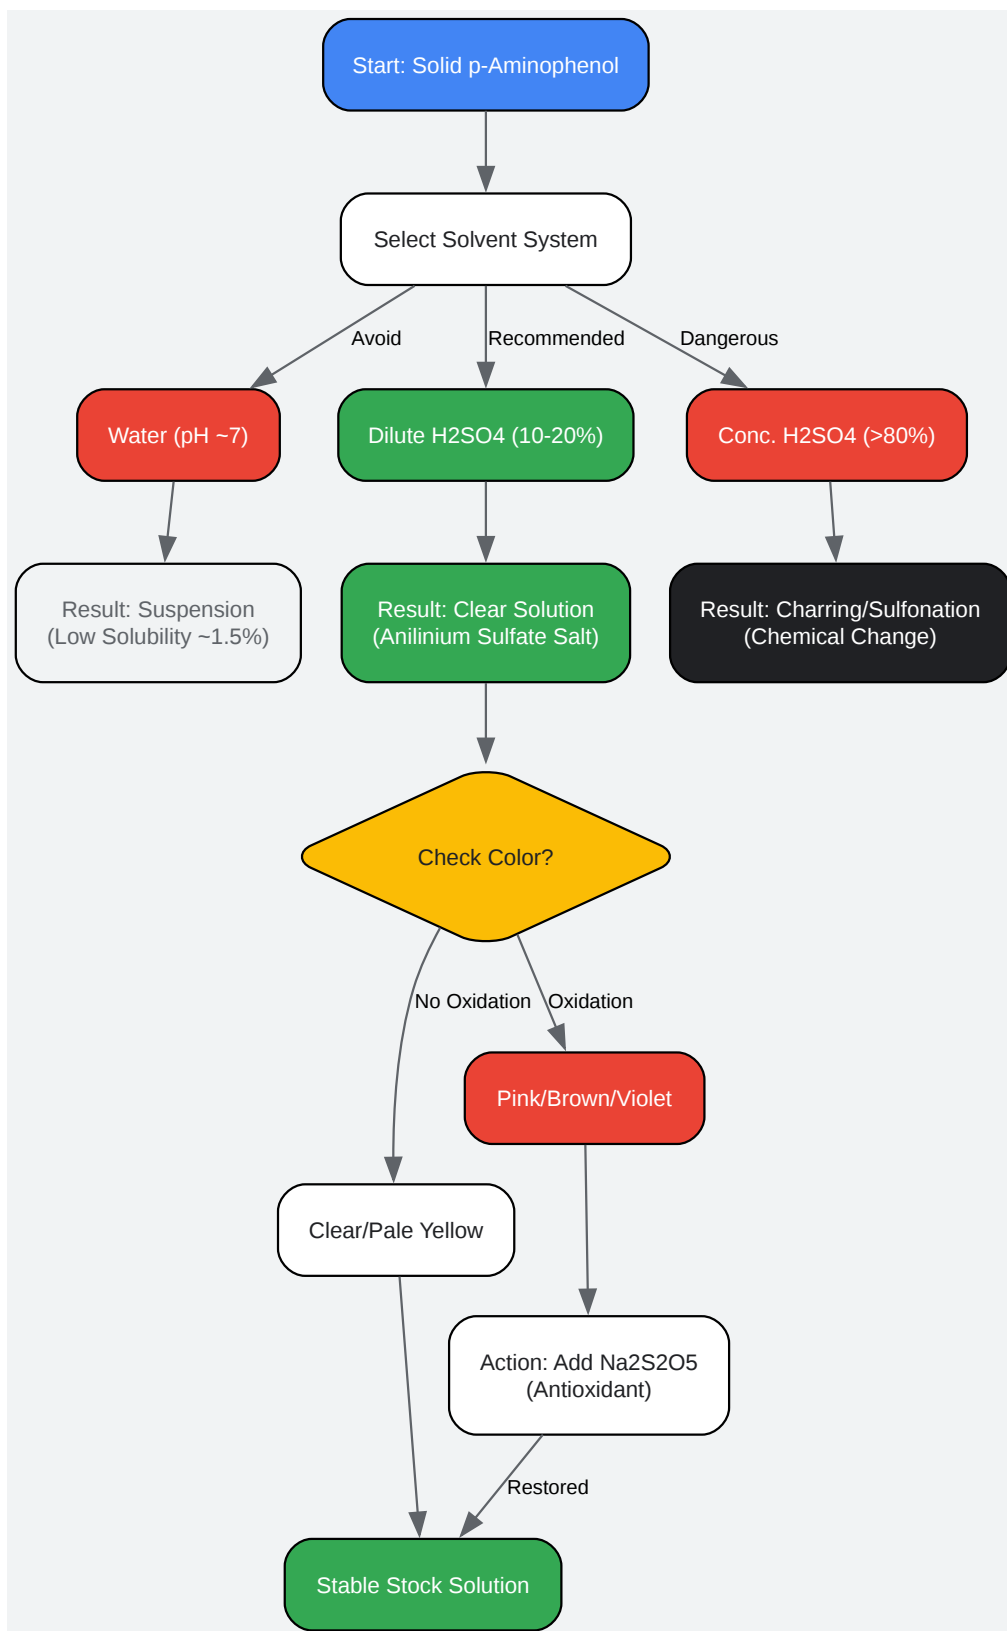 Start: Solid p-Aminophenol
Select Solvent System
Avoid
Recommended
Dangerous
Water (pH ~7)
Dilute H2SO4 (10-20%)
Conc. H2SO4 (>80%)
Result: Suspension
(Low Solubility ~1.5%)
Result: Clear Solution
(Anilinium Sulfate Salt)
Result: Charring/Sulfonation
(Chemical Change)
Check Color?
No Oxidation
Oxidation
Pink/Brown/Violet
Clear/Pale Yellow
Action: Add Na2S2O5
(Antioxidant)
Restored
Stable Stock Solution